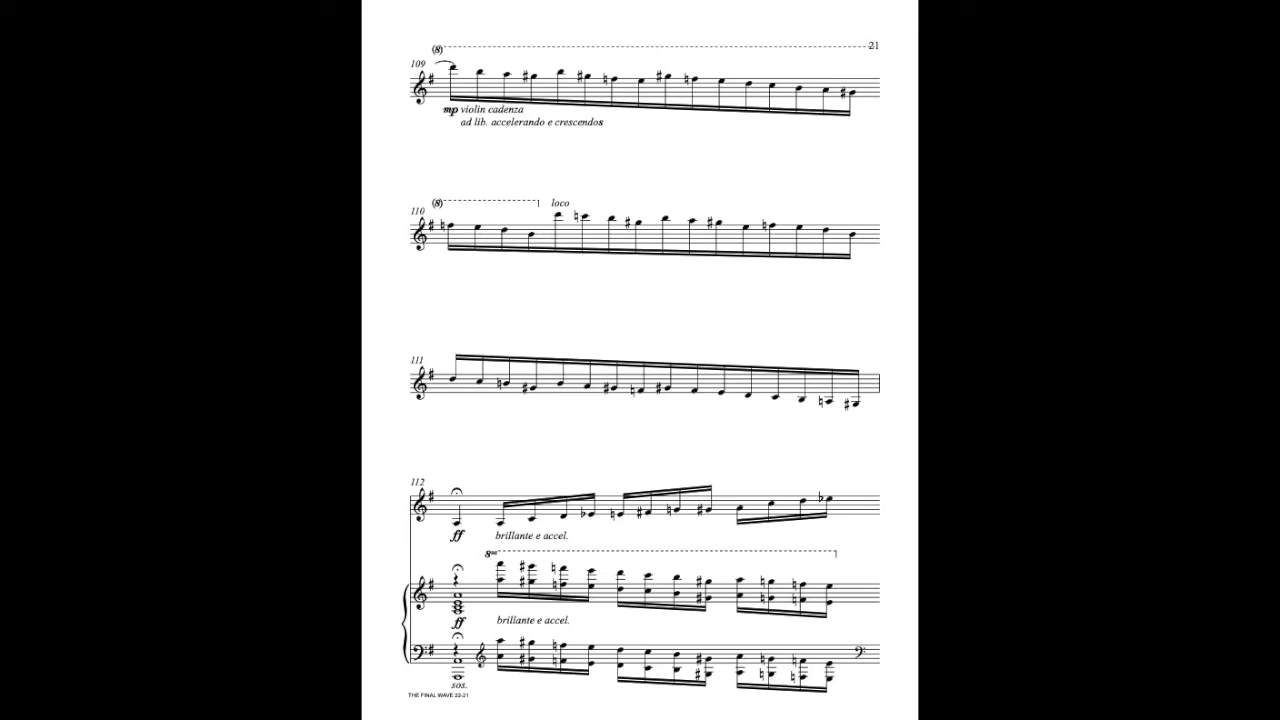 21
(8)
109
mp violin cadenza
ad lib. accelerando e crescendos
(8)
loco
110
111
112
ff brillante e accel.
8va
ff brillante e accel.
sos.
THE FINAL WAVE 22-21